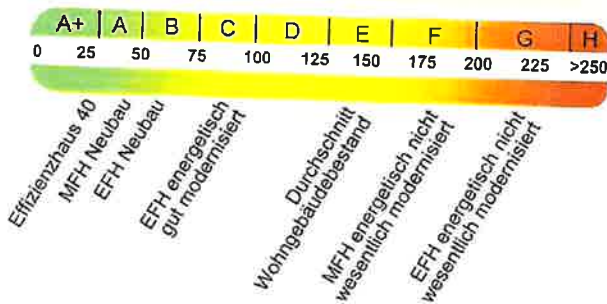 A+ A B C D E F G H
0 25 50 75 100 125 150 175 200 225 >250
Effizienzhaus 40
MFH Neubau
EFH Neubau
EFH energetisch
gut modernisiert
Durchschnitt
Wohngebäudebestand
MFH energetisch nicht
wesentlich modernisiert
EFH energetisch nicht
wesentlich modernisiert